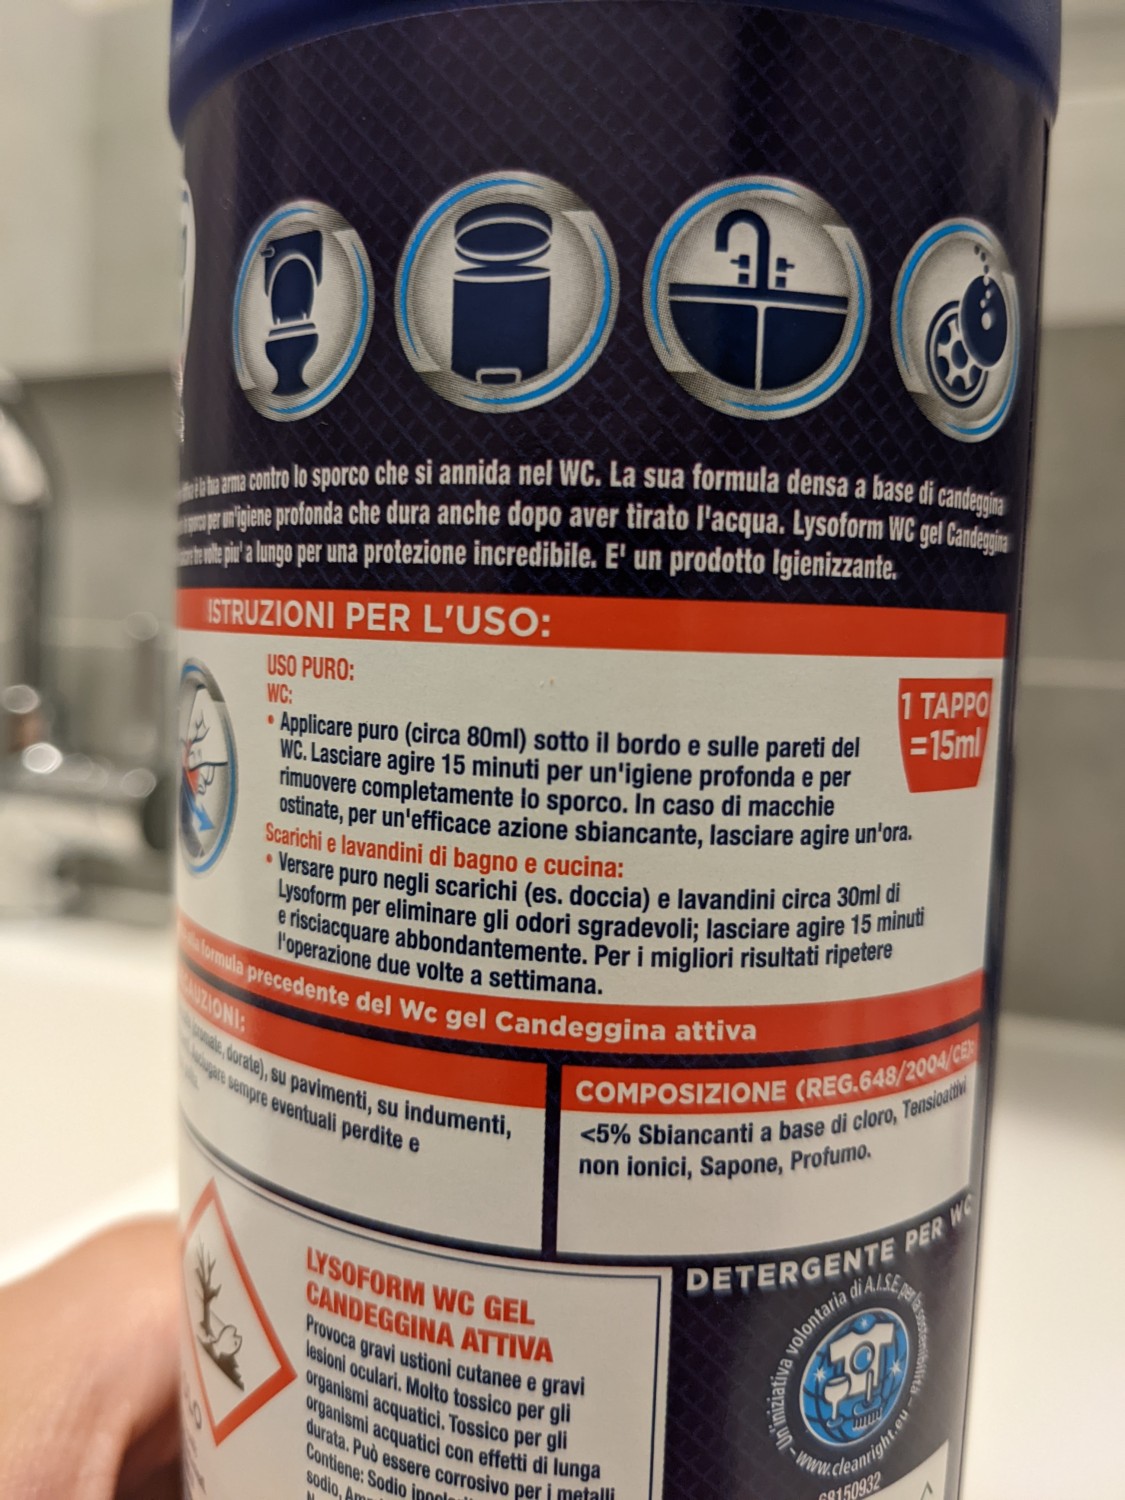 è la tua arma contro lo sporco che si annida nel WC. La sua formula densa a base di candeggina
sporco per un'igiene profonda che dura anche dopo aver tirato l'acqua. Lysoform WC gel Candeggina
tre volte piu' a lungo per una protezione incredibile. E' un prodotto Igienizzante.
ISTRUZIONI PER L'USO:
USO PURO:
WC:
• Applicare puro (circa 80ml) sotto il bordo e sulle pareti del
WC. Lasciare agire 15 minuti per un'igiene profonda e per
rimuovere completamente lo sporco. In caso di macchie
ostinate, per un'efficace azione sbiancante, lasciare agire un'ora.
1 TAPPO
=15ml
Scarichi e lavandini di bagno e cucina:
• Versare puro negli scarichi (es. doccia) e lavandini circa 30ml di
Lysoform per eliminare gli odori sgradevoli; lasciare agire 15 minuti
e risciacquare abbondantemente. Per i migliori risultati ripetere
l'operazione due volte a settimana.
formula precedente del Wc gel Candeggina attiva
CAUZIONI:
dorate), su pavimenti, su indumenti,
sempre eventuali perdite e
COMPOSIZIONE (REG.648/2004/CE):
<5% Sbiancanti a base di cloro, Tensioattivi
non ionici, Sapone, Profumo.
LYSOFORM WC GEL
CANDEGGINA ATTIVA
Provoca gravi ustioni cutanee e gravi
lesioni oculari. Molto tossico per gli
organismi acquatici. Tossico per gli
organismi acquatici con effetti di lunga
durata. Può essere corrosivo per i metalli
Contiene: Sodio
sodio,
DETERGENTE PER WC
Un'iniziativa volontaria di A.I.S.E. per la sostenibilità
www.cleanright.eu
68150932